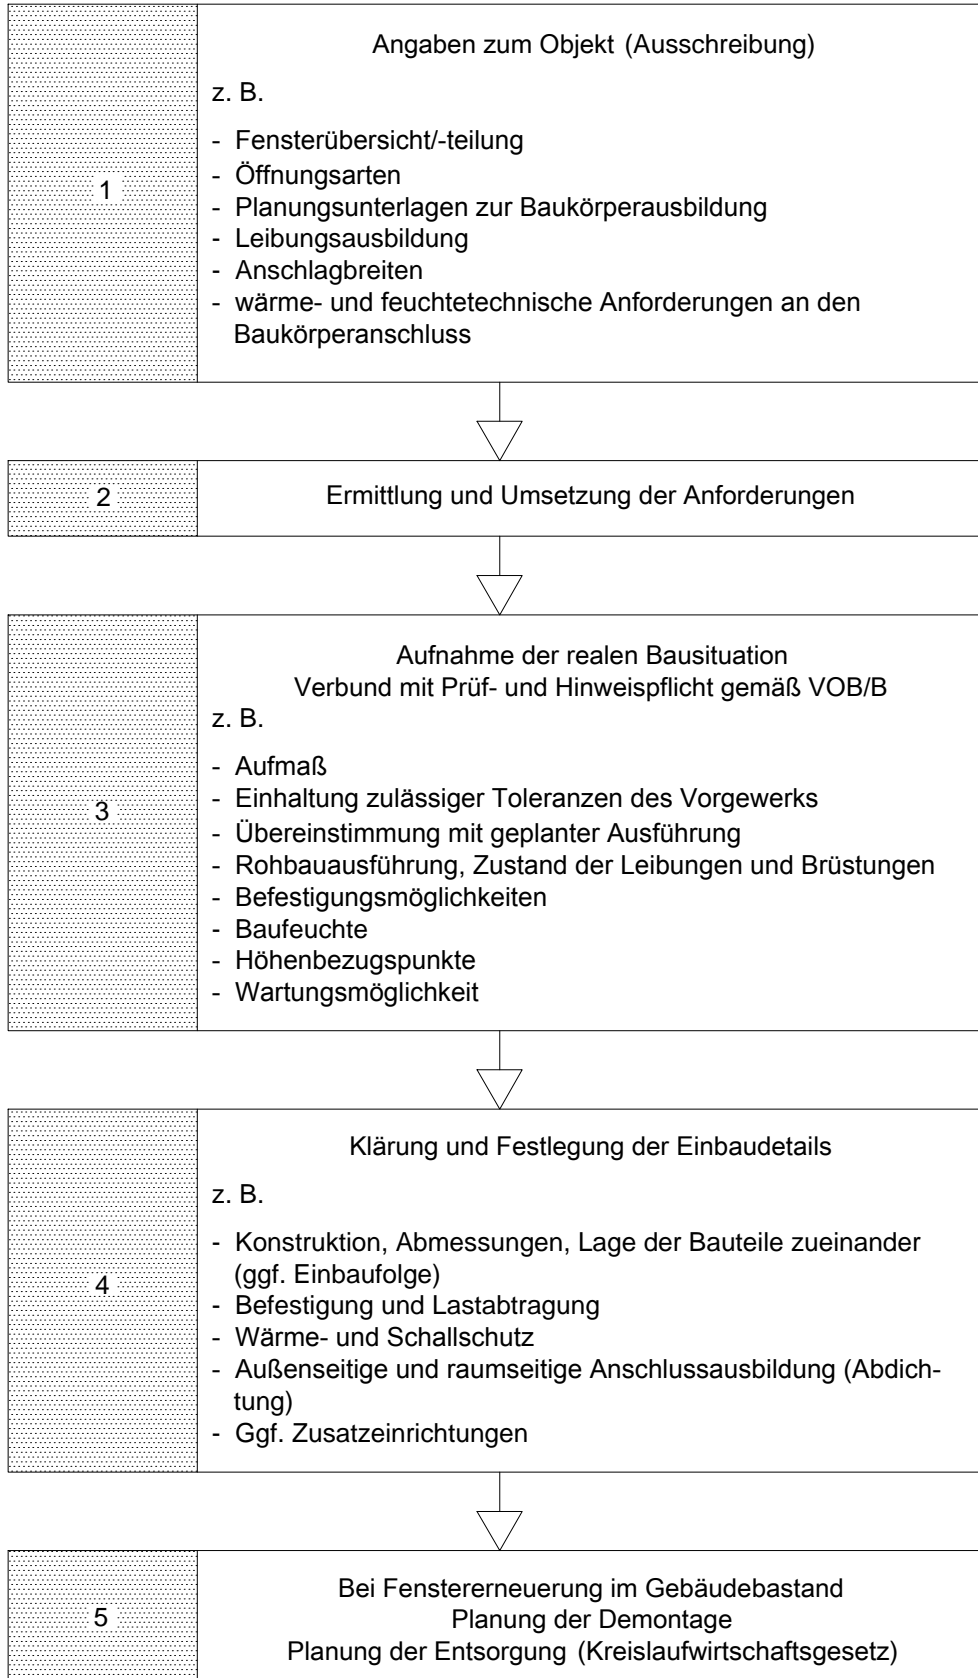 Angaben zum Objekt (Ausschreibung)
z. B.
- Fensterübersicht/-teilung
- Öffnungsarten
1
- Planungsunterlagen zur Baukörperausbildung
- Leibungsausbildung
- Anschlagbreiten
- wärme- und feuchtetechnische Anforderungen an den
Baukörperanschluss
2
Ermittlung und Umsetzung der Anforderungen
Aufnahme der realen Bausituation
Verbund mit Prüf- und Hinweispflicht gemäß VOB/B
z. B.
- Aufmaß
- Einhaltung zulässiger Toleranzen des Vorgewerks
3
- Übereinstimmung mit geplanter Ausführung
- Rohbauausführung, Zustand der Leibungen und Brüstungen
- Befestigungsmöglichkeiten
- Baufeuchte
- Höhenbezugspunkte
- Wartungsmöglichkeit
Klärung und Festlegung der Einbaudetails
z. B.
- Konstruktion, Abmessungen, Lage der Bauteile zueinander
(ggf. Einbaufolge)
4
- Befestigung und Lastabtragung
- Wärme- und Schallschutz
- Außenseitige und raumseitige Anschlussausbildung (Abdich-
tung)
- Ggf. Zusatzeinrichtungen
Bei Fenstererneuerung im Gebäudebastand
5
Planung der Demontage
Planung der Entsorgung (Kreislaufwirtschaftsgesetz)